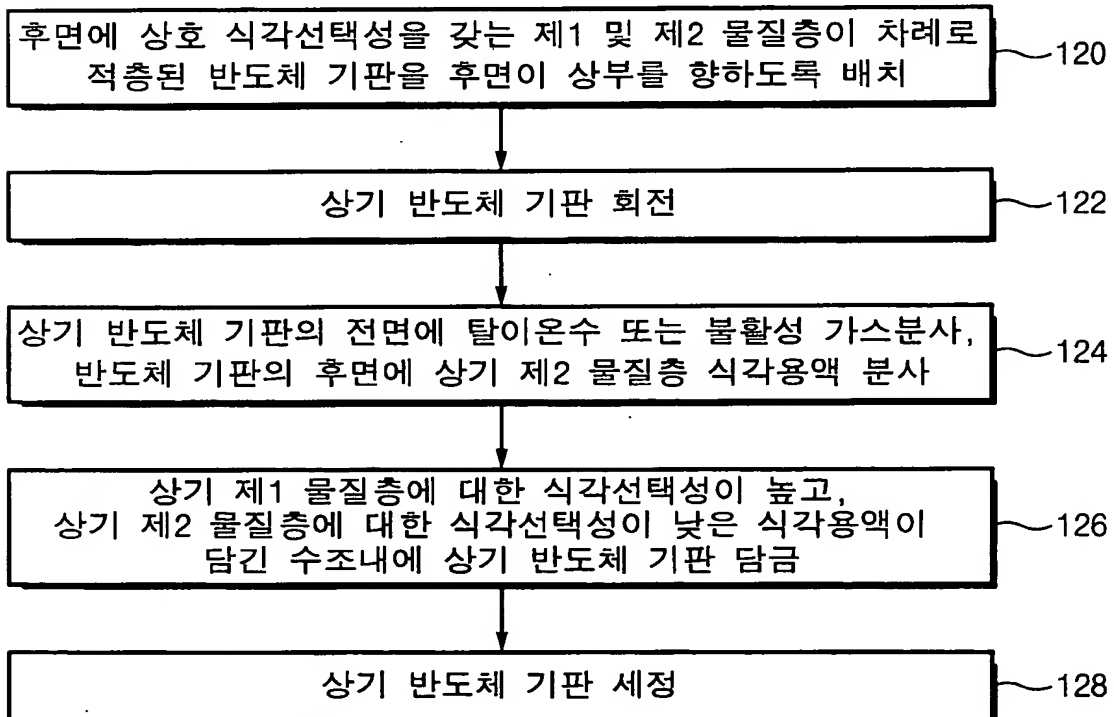 후면에 상호 식각선택성을 갖는 제1 및 제2 물질층이 차례로
적층된 반도체 기판을 후면이 상부를 향하도록 배치
120
상기 반도체 기판 회전
122
상기 반도체 기판의 전면에 탈이온수 또는 불활성 가스분사,
반도체 기판의 후면에 상기 제2 물질층 식각용액 분사
124
상기 제1 물질층에 대한 식각선택성이 높고,
상기 제2 물질층에 대한 식각선택성이 낮은 식각용액이
담긴 수조내에 상기 반도체 기판 담금
126
상기 반도체 기판 세정
128